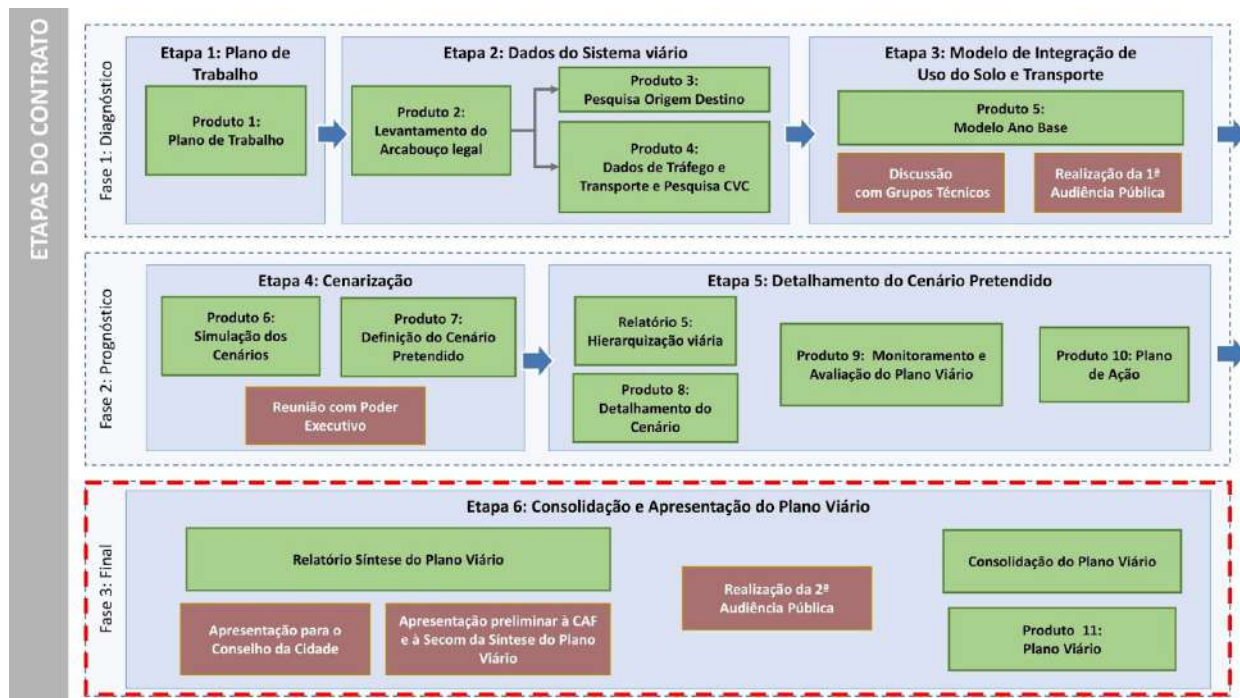 ETAPAS DO CONTRATO
Fase 1: Diagnóstico
Etapa 1: Plano de
Trabalho
Produto 1:
Plano de Trabalho
Etapa 2: Dados do Sistema viário
Produto 2:
Levantamento do
Arcabouço legal
Produto 3:
Pesquisa Origem Destino
Produto 4:
Dados de Tráfego e
Transporte e Pesquisa CVC
Etapa 3: Modelo de Integração de
Uso do Solo e Transporte
Produto 5:
Modelo Ano Base
Discussão
com Grupos Técnicos
Realização da 1ª
Audiência Pública
Fase 2: Prognóstico
Etapa 4: Cenarização
Produto 6:
Simulação dos
Cenários
Produto 7:
Definição do Cenário
Pretendido
Reunião com Poder
Executivo
Etapa 5: Detalhamento do Cenário Pretendido
Relatório 5:
Hierarquização viária
Produto 8:
Detalhamento do
Cenário
Produto 9: Monitoramento e
Avaliação do Plano Viário
Produto 10: Plano
de Ação
Fase 3: Final
Etapa 6: Consolidação e Apresentação do Plano Viário
Relatório Síntese do Plano Viário
Apresentação para o
Conselho da Cidade
Apresentação preliminar à CAF
e à Secom da Síntese do Plano
Viário
Realização da 2ª
Audiência Pública
Consolidação do Plano Viário
Produto 11:
Plano Viário